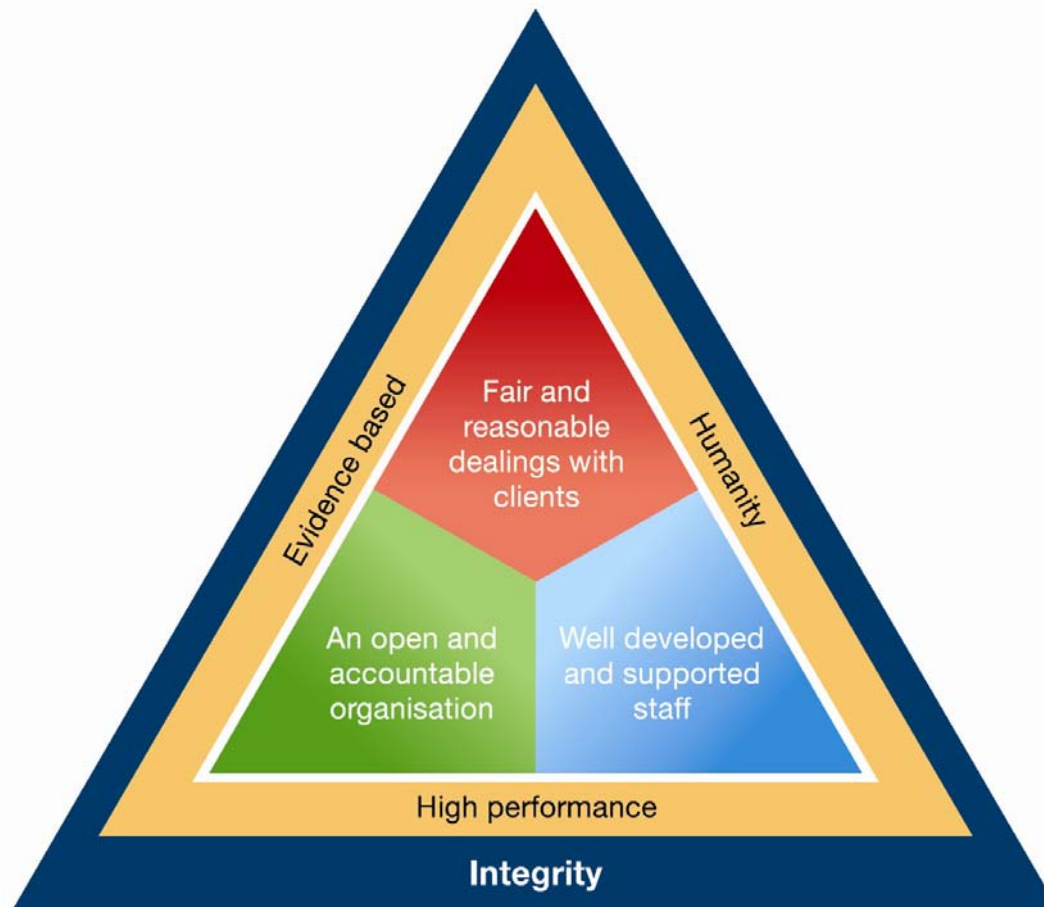 Fair and
reasonable
dealings with
clients
Evidence based
Humanity
An open and
accountable
organisation
Well developed
and supported
staff
High performance
Integrity